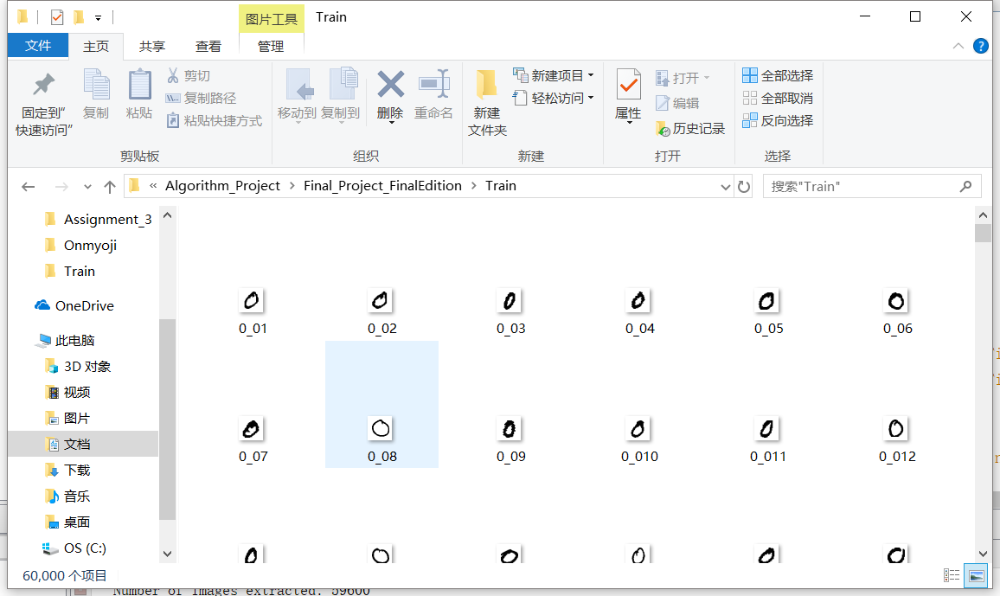 图片工具 Train
文件 主页 共享 查看 管理
固定到"快速访问"
复制
粘贴
剪切
复制路径
粘贴快捷方式
剪贴板
移动到 复制到 删除 重命名
组织
新建文件夹
新建项目
轻松访问
新建
属性
打开
编辑
历史记录
打开
全部选择
全部取消
反向选择
选择
« Algorithm_Project > Final_Project_FinalEdition > Train
搜索"Train"
Assignment_3
Onmyoji
Train
OneDrive
此电脑
3D 对象
视频
图片
文档
下载
音乐
桌面
OS (C:)
0_01 0_02 0_03 0_04 0_05 0_06
0_07 0_08 0_09 0_010 0_011 0_012
60,000 个项目
Number of images extracted: 59600